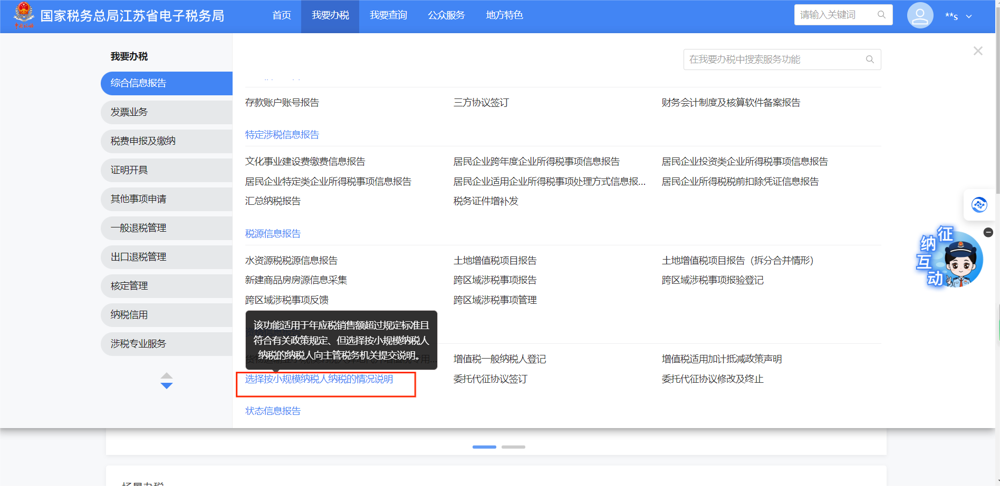 国家税务总局江苏省电子税务局
首页
我要办税
我要查询
公众服务
地方特色
请输入关键词
**s
我要办税
综合信息报告
发票业务
税费申报及缴纳
证明开具
其他事项申请
一般退税管理
出口退税管理
核定管理
纳税信用
涉税专业服务
在我要办税中搜索服务功能
存款账户账号报告
三方协议签订
财务会计制度及核算软件备案报告
特定涉税信息报告
文化事业建设费缴费信息报告
居民企业跨年度企业所得税事项信息报告
居民企业投资类企业所得税事项信息报告
居民企业特定类企业所得税事项信息报告
居民企业适用企业所得税事项处理方式信息报...
居民企业所得税税前扣除凭证信息报告
汇总纳税报告
税务证件增补发
税源信息报告
水资源税税源信息报告
土地增值税项目报告
土地增值税项目报告（拆分合并情形）
新建商品房房源信息采集
跨区域涉税事项报告
跨区域涉税事项报验登记
跨区域涉税事项反馈
跨区域涉税事项管理
该功能适用于年应税销售额超过规定标准且
符合有关政策规定、但选择按小规模纳税人
纳税的纳税人向主管税务机关提交说明。
增值税一般纳税人登记
增值税适用加计抵减政策声明
选择按小规模纳税人纳税的情况说明
委托代征协议签订
委托代征协议修改及终止
状态信息报告
征纳互动